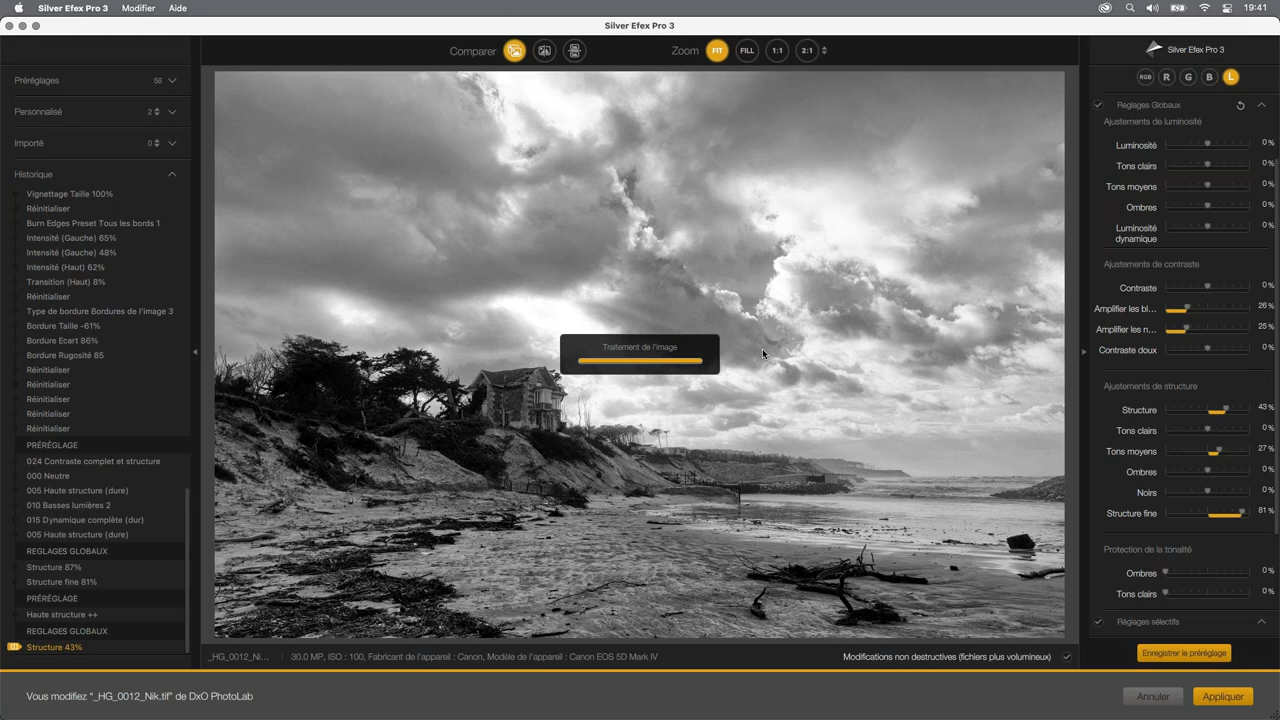 Silver Efex Pro 3 Modifier Aide 19:41
Silver Efex Pro 3
Comparer Zoom FIT FILL 1:1 2:1
Silver Efex Pro 3
RGB R G B L
Préréglages 58
Personnalisé 2
Importé 0
Historique
Vignettage Taille 100%
Réinitialiser
Burn Edges Preset Tous les bords 1
Intensité (Gauche) 65%
Intensité (Gauche) 48%
Intensité (Haut) 62%
Transition (Haut) 8%
Réinitialiser
Type de bordure Bordures de l'image 3
Bordure Taille -61%
Bordure Ecart 86%
Bordure Rugosité 85
Réinitialiser
Réinitialiser
Réinitialiser
Réinitialiser
Réinitialiser
PRÉRÉGLAGE
024 Contraste complet et structure
000 Neutre
005 Haute structure (dure)
010 Basses lumières 2
015 Dynamique complète (dur)
005 Haute structure (dure)
REGLAGES GLOBAUX
Structure 87%
Structure fine 81%
PRÉRÉGLAGE
Haute structure ++
REGLAGES GLOBAUX
Structure 43%
Traitement de l'image
Reglages Globaux
Ajustements de luminosité
Luminosité 0 %
Tons clairs 0 %
Tons moyens 0 %
Ombres 0 %
Luminosité dynamique 0 %
Ajustements de contraste
Contraste 0 %
Amplifier les bl... 26 %
Amplifier les n... 25 %
Contraste doux 0 %
Ajustements de structure
Structure 43 %
Tons clairs 0 %
Tons moyens 27 %
Ombres 0 %
Noirs 0 %
Structure fine 81 %
Protection de la tonalité
Ombres 0 %
Tons clairs 0 %
Réglages sélectifs
Enregistrer le préréglage
_HG_0012_Ni... 30.0 MP, ISO : 100, Fabricant de l'appareil : Canon, Modèle de l'appareil : Canon EOS 5D Mark IV
Modifications non destructives (fichiers plus volumineux)
Vous modifiez “_HG_0012_Nik.tif” de DxO PhotoLab
Annuler Appliquer